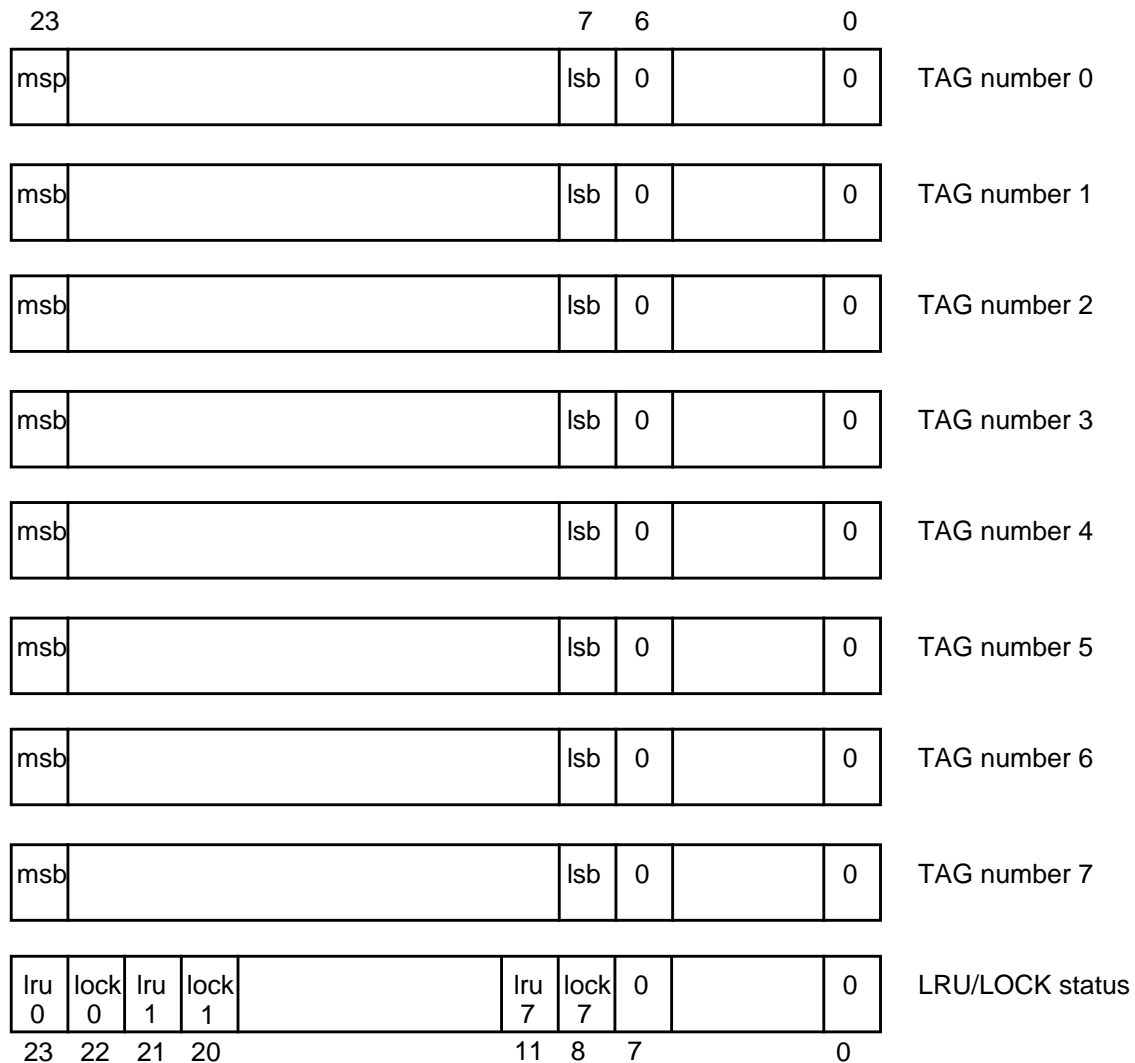 23 7 6 0
msp lsb 0 0 TAG number 0
msb lsb 0 0 TAG number 1
msb lsb 0 0 TAG number 2
msb lsb 0 0 TAG number 3
msb lsb 0 0 TAG number 4
msb lsb 0 0 TAG number 5
msb lsb 0 0 TAG number 6
msb lsb 0 0 TAG number 7
lru lock lru lock lru lock 0 0 LRU/LOCK status
0 0 1 1 7 7
23 22 21 20 11 8 7 0